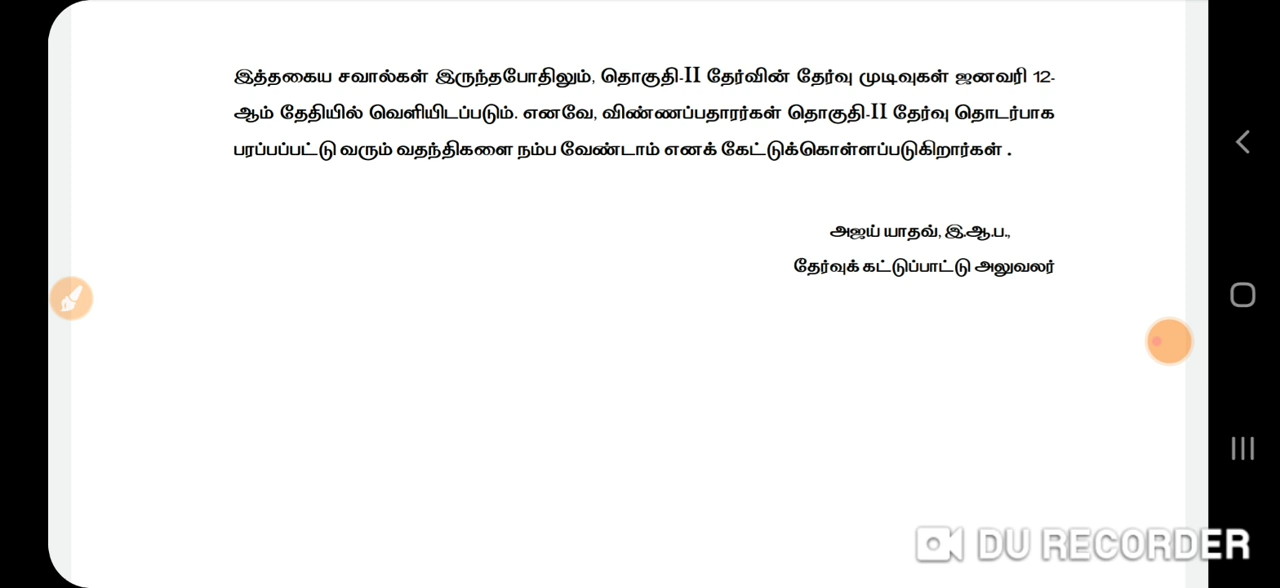 இத்தகைய சவால்கள் இருந்தபோதிலும், தொகுதி-II தேர்வின் தேர்வு முடிவுகள் ஜனவரி 12-
ஆம் தேதியில் வெளியிடப்படும். எனவே, விண்ணப்பதாரர்கள் தொகுதி-II தேர்வு தொடர்பாக
பரப்பப்பட்டு வரும் வதந்திகளை நம்ப வேண்டாம் எனக் கேட்டுக்கொள்ளப்படுகிறார்கள் .
அஜய் யாதவ், இ.ஆ.ப.,
தேர்வுக் கட்டுப்பாட்டு அலுவலர்
DU RECORDER